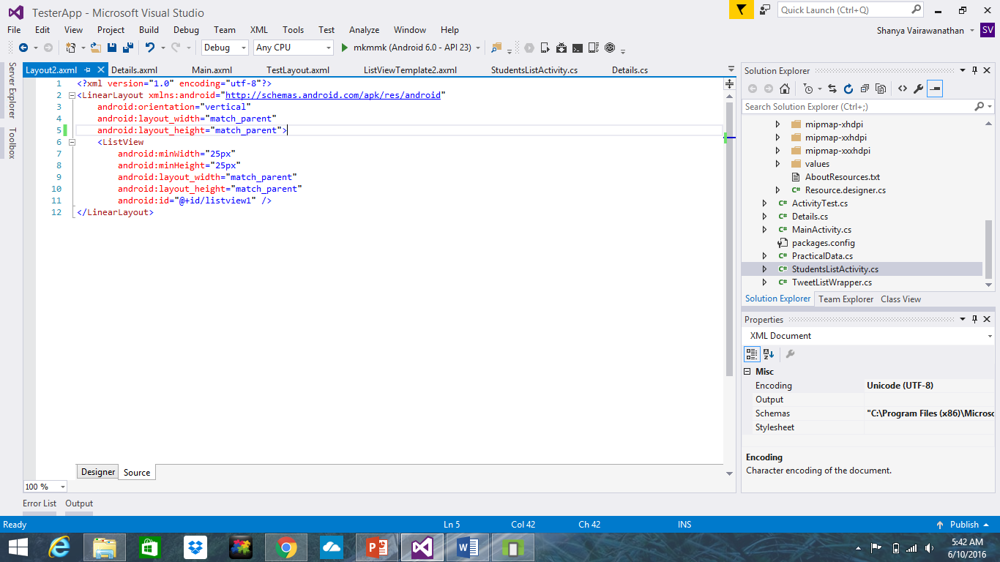 TesterApp - Microsoft Visual Studio
Quick Launch (Ctrl+Q)
File Edit View Project Build Debug Team XML Tools Test Analyze Window Help
Shanya Vairawanathan SV
Debug Any CPU mkmmk (Android 6.0 - API 23)
Server Explorer
Toolbox
Layout2.axml Details.axml Main.axml TestLayout.axml ListViewTemplate2.axml StudentsListActivity.cs Details.cs
1 <?xml version="1.0" encoding="utf-8"?>
2 <LinearLayout xmlns:android="http://schemas.android.com/apk/res/android"
3 android:orientation="vertical"
4 android:layout_width="match_parent"
5 android:layout_height="match_parent">
6 <ListView
7 android:minWidth="25px"
8 android:minHeight="25px"
9 android:layout_width="match_parent"
10 android:layout_height="match_parent"
11 android:id="@+id/listview1" />
12 </LinearLayout>
Designer Source
100 %
Error List Output
Solution Explorer
Search Solution Explorer (Ctrl+;)
mipmap-xhdpi
mipmap-xxhdpi
mipmap-xxxhdpi
values
AboutResources.txt
C# Resource.designer.cs
C# ActivityTest.cs
C# Details.cs
C# MainActivity.cs
packages.config
C# PracticalData.cs
C# StudentsListActivity.cs
C# TweetListWrapper.cs
Solution Explorer Team Explorer Class View
Properties
XML Document
Misc
Encoding Unicode (UTF-8)
Output
Schemas "C:\Program Files (x86)\Microso
Stylesheet
Encoding
Character encoding of the document.
Ready Ln 5 Col 42 Ch 42 INS Publish
5:42 AM
6/10/2016